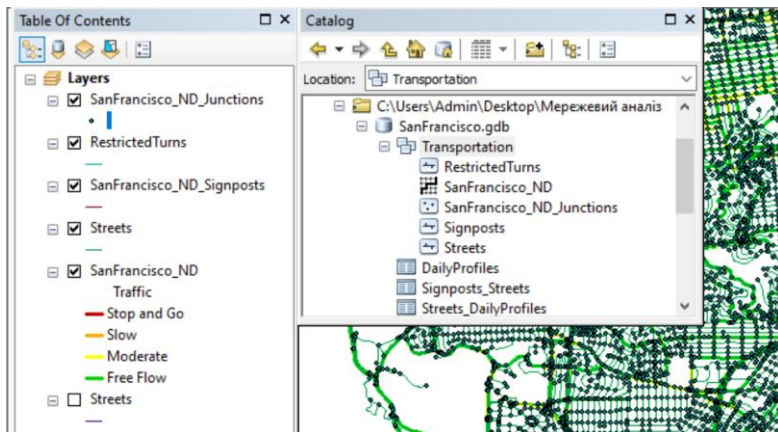 Table Of Contents
Layers
SanFrancisco_ND_Junctions
RestrictedTurns
SanFrancisco_ND_Signposts
Streets
SanFrancisco_ND
Traffic
Stop and Go
Slow
Moderate
Free Flow
Streets
Catalog
Location: Transportation
C:\Users\Admin\Desktop\Мережевий аналіз
SanFrancisco.gdb
Transportation
RestrictedTurns
SanFrancisco_ND
SanFrancisco_ND_Junctions
Signposts
Streets
DailyProfiles
Signposts_Streets
Streets_DailyProfiles